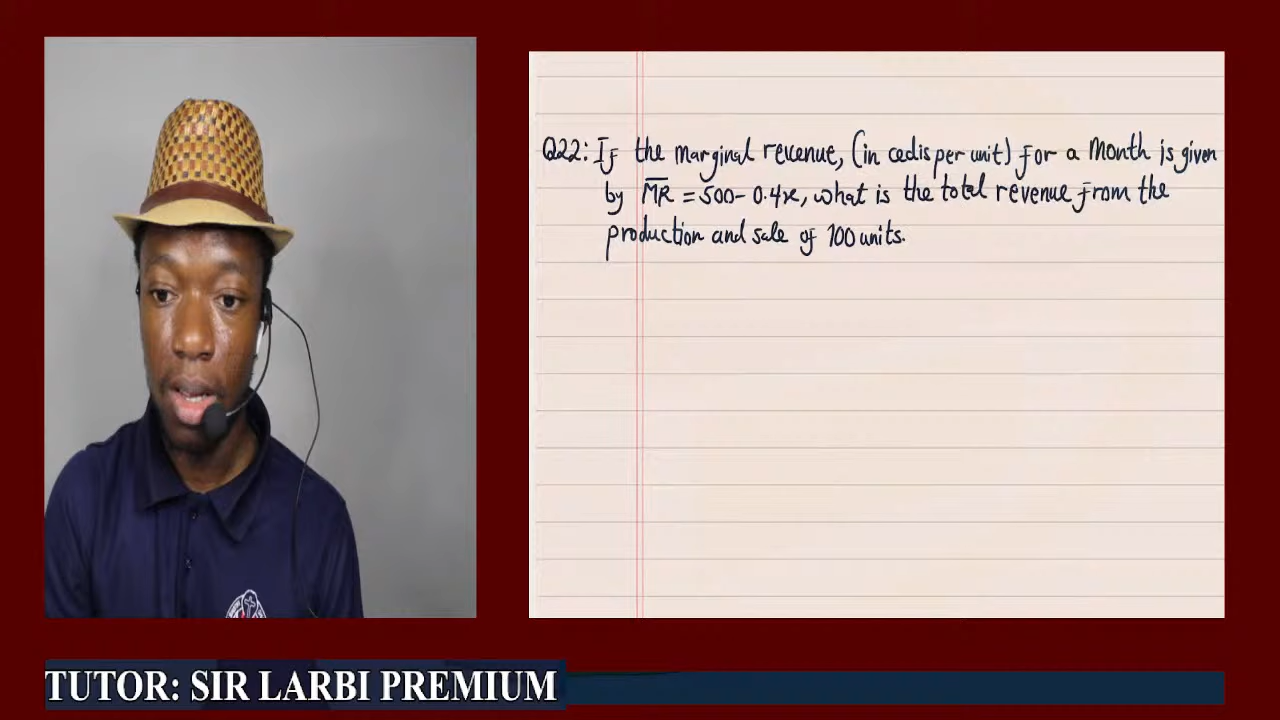 Q22: If the marginal revenue, (in cedis per unit) for a Month is given
by M̅R̅ = 500 - 0.4x, what is the total revenue from the
production and sale of 100 units.
TUTOR: SIR LARBI PREMIUM